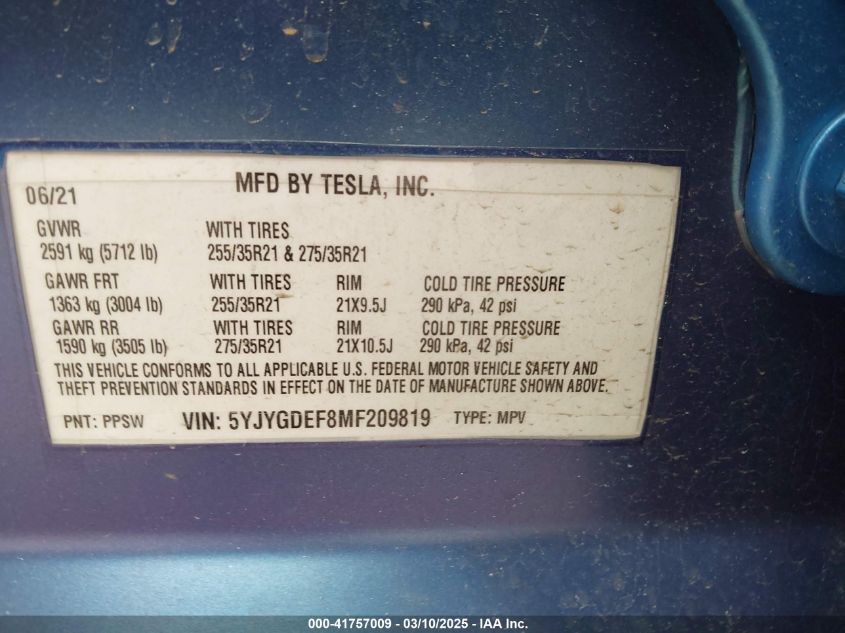 06/21 MFD BY TESLA, INC.
GVWR WITH TIRES
2591 kg (5712 lb) 255/35R21 & 275/35R21
GAWR FRT WITH TIRES RIM COLD TIRE PRESSURE
1363 kg (3004 lb) 255/35R21 21X9.5J 290 kPa, 42 psi
GAWR RR WITH TIRES RIM COLD TIRE PRESSURE
1590 kg (3505 lb) 275/35R21 21X10.5J 290 kPa, 42 psi
THIS VEHICLE CONFORMS TO ALL APPLICABLE U.S. FEDERAL MOTOR VEHICLE SAFETY AND
THEFT PREVENTION STANDARDS IN EFFECT ON THE DATE OF MANUFACTURE SHOWN ABOVE.
PNT: PPSW VIN: 5YJYGDEF8MF209819 TYPE: MPV
000-41757009 - 03/10/2025 - IAA Inc.